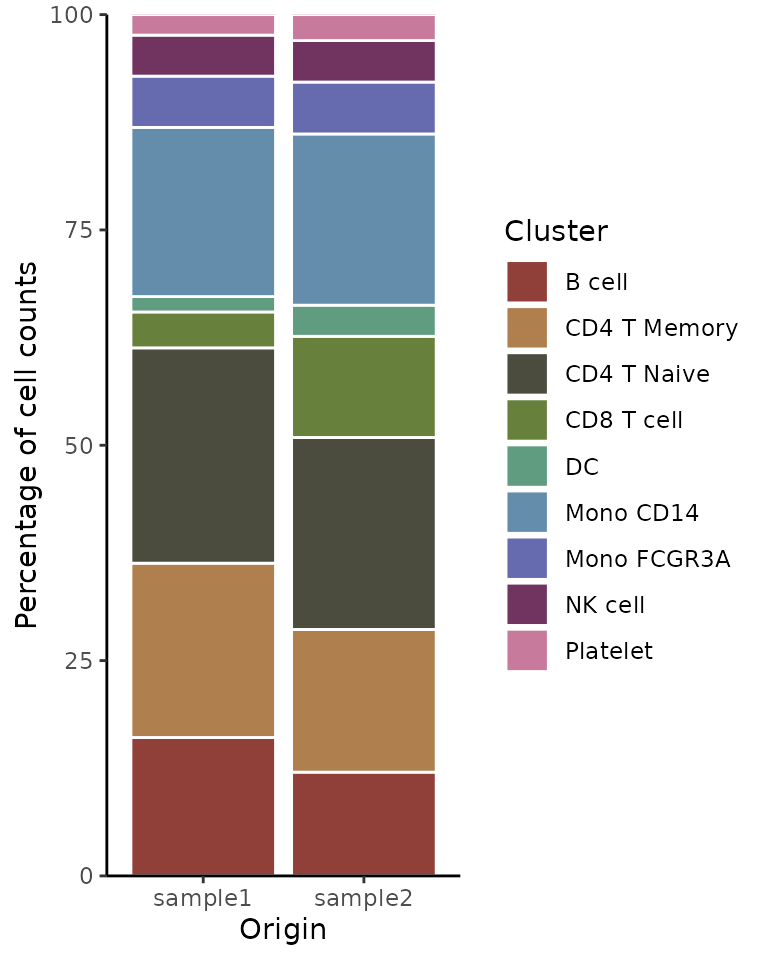 100
75
50
25
0
Percentage of cell counts
sample1
sample2
Origin
Cluster
B cell
CD4 T Memory
CD4 T Naive
CD8 T cell
DC
Mono CD14
Mono FCGR3A
NK cell
Platelet